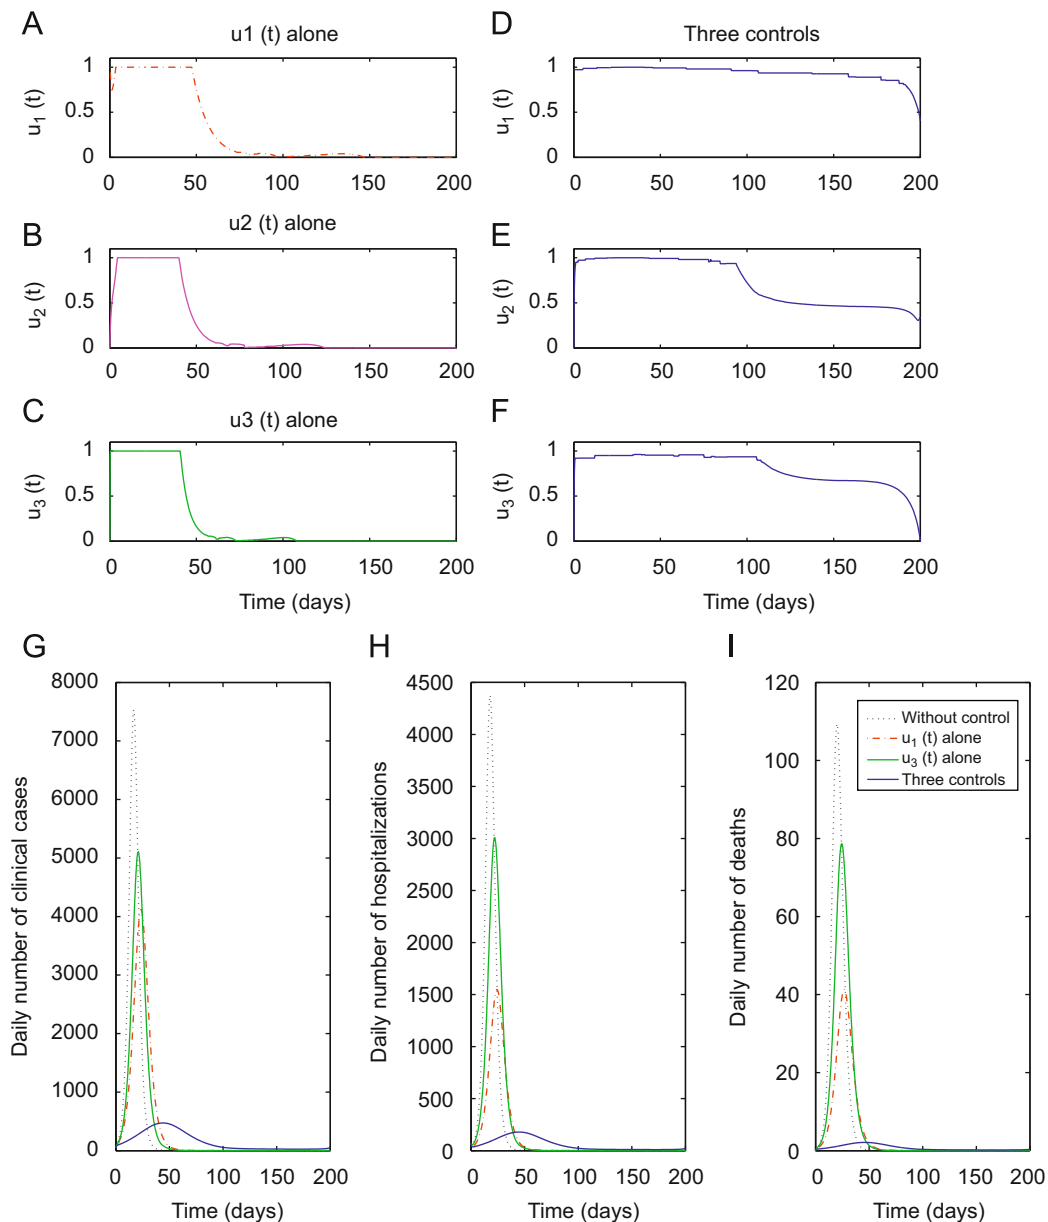 A
u1 (t) alone
1
0.5
0
u1 (t)
0 50 100 150 200
B
u2 (t) alone
1
0.5
0
u2 (t)
0 50 100 150 200
C
u3 (t) alone
1
0.5
0
u3 (t)
0 50 100 150 200
Time (days)
D
Three controls
1
0.5
0
u1 (t)
0 50 100 150 200
E
1
0.5
0
u2 (t)
0 50 100 150 200
F
1
0.5
0
u3 (t)
0 50 100 150 200
Time (days)
G
8000
7000
6000
5000
4000
3000
2000
1000
0
Daily number of clinical cases
0 50 100 150 200
Time (days)
H
4500
4000
3500
3000
2500
2000
1500
1000
500
0
Daily number of hospitalizations
0 50 100 150 200
Time (days)
I
120
100
80
60
40
20
0
Daily number of deaths
Without control
u1 (t) alone
u3 (t) alone
Three controls
0 50 100 150 200
Time (days)